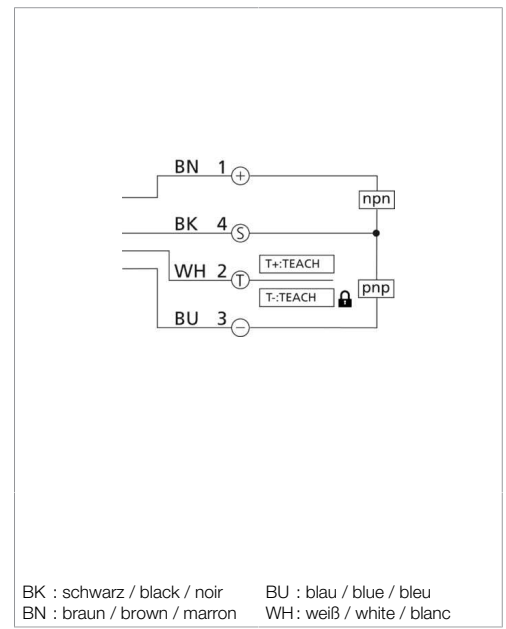 BN 1 +
npn
BK 4 S
T+:TEACH
WH 2 T
pnp
T-:TEACH
BU 3 −
BK : schwarz / black / noir BU : blau / blue / bleu
BN : braun / brown / marron WH : weiß / white / blanc